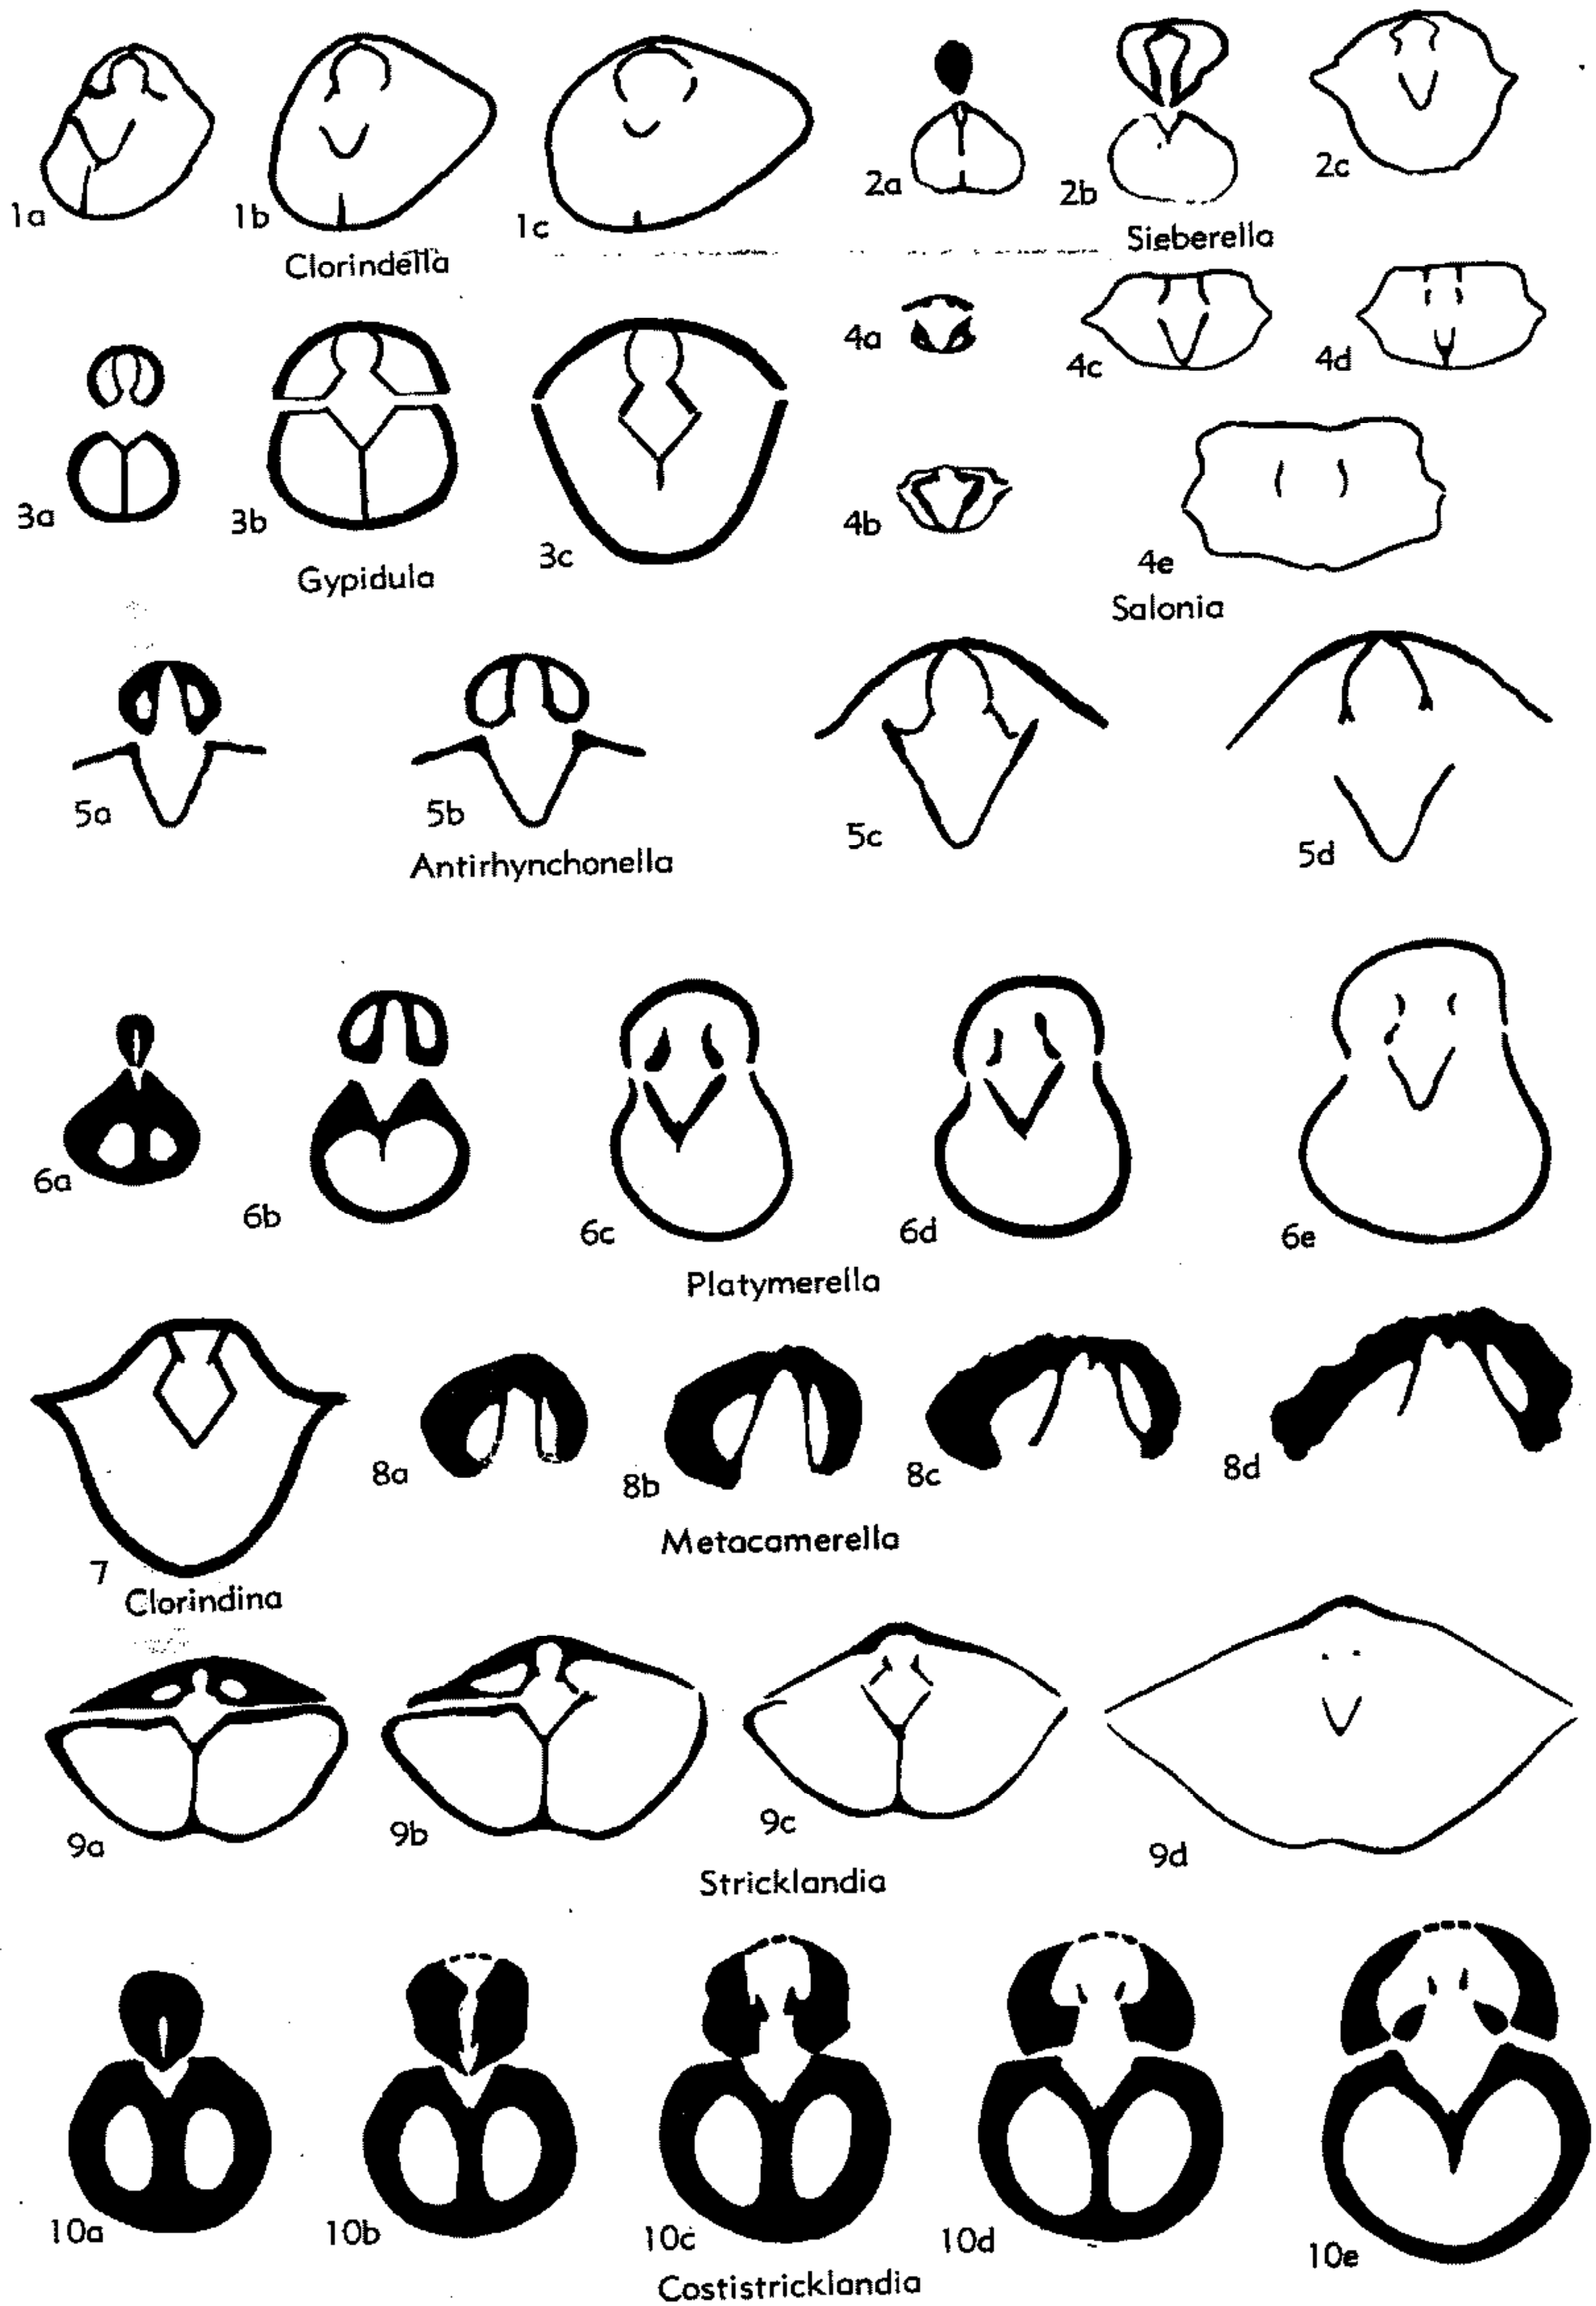 1a
1b
1c
Clorindella
2a
2b
2c
Sieberella
3a
3b
3c
Gypidula
4a
4c
4d
4b
4e
Salonia
5a
5b
5c
5d
Antirhynchonella
6a
6b
6c
6d
6e
Platymerella
7
Clorindina
8a
8b
8c
8d
Metacamerella
9a
9b
9c
9d
Stricklandia
10a
10b
10c
10d
10e
Costistricklandia